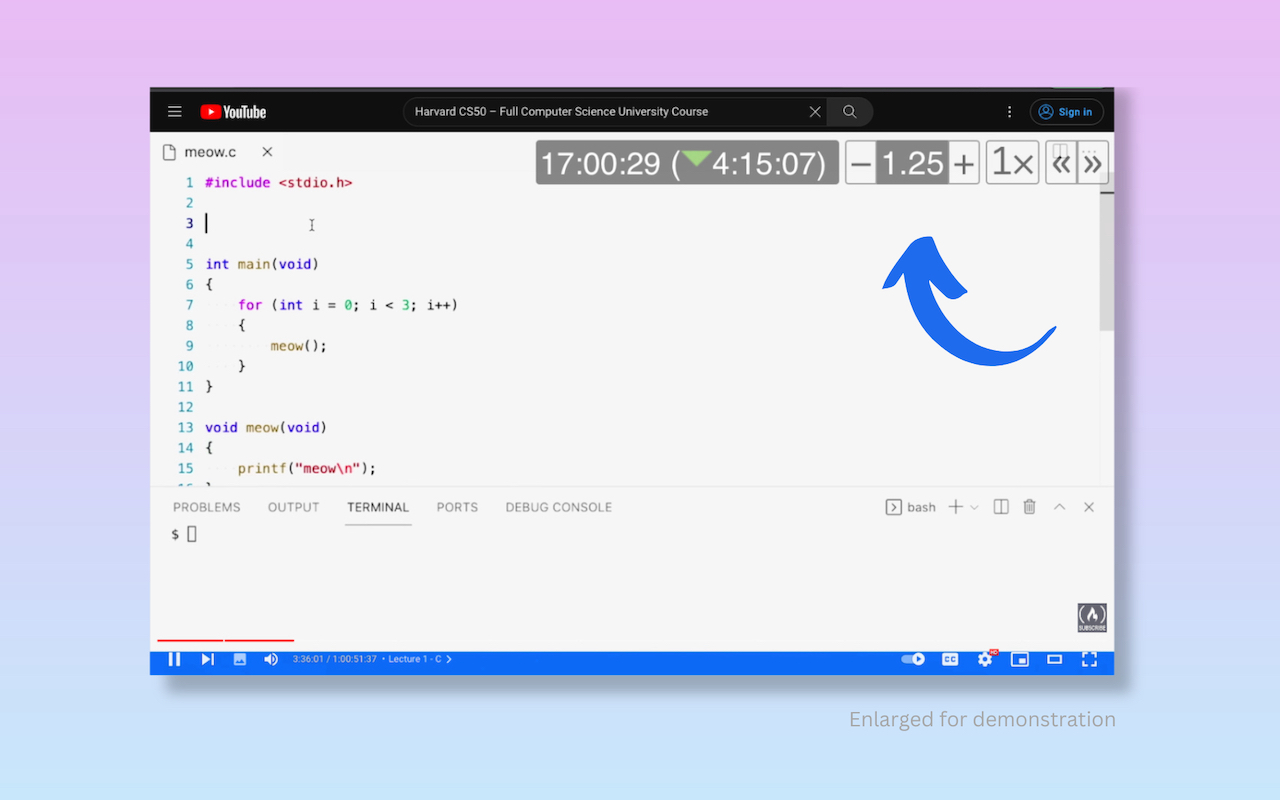 YouTube Harvard CS50 – Full Computer Science University Course Sign in
meow.c
17:00:29 (4:15:07) − 1.25 + 1× « »
1 #include <stdio.h>
2
3
4
5 int main(void)
6 {
7 for (int i = 0; i < 3; i++)
8 {
9 meow();
10 }
11 }
12
13 void meow(void)
14 {
15 printf("meow\n");
PROBLEMS OUTPUT TERMINAL PORTS DEBUG CONSOLE bash
$
SUBSCRIBE
3:36:01 / 1:00:51:37 • Lecture 1 - C CC HD
Enlarged for demonstration